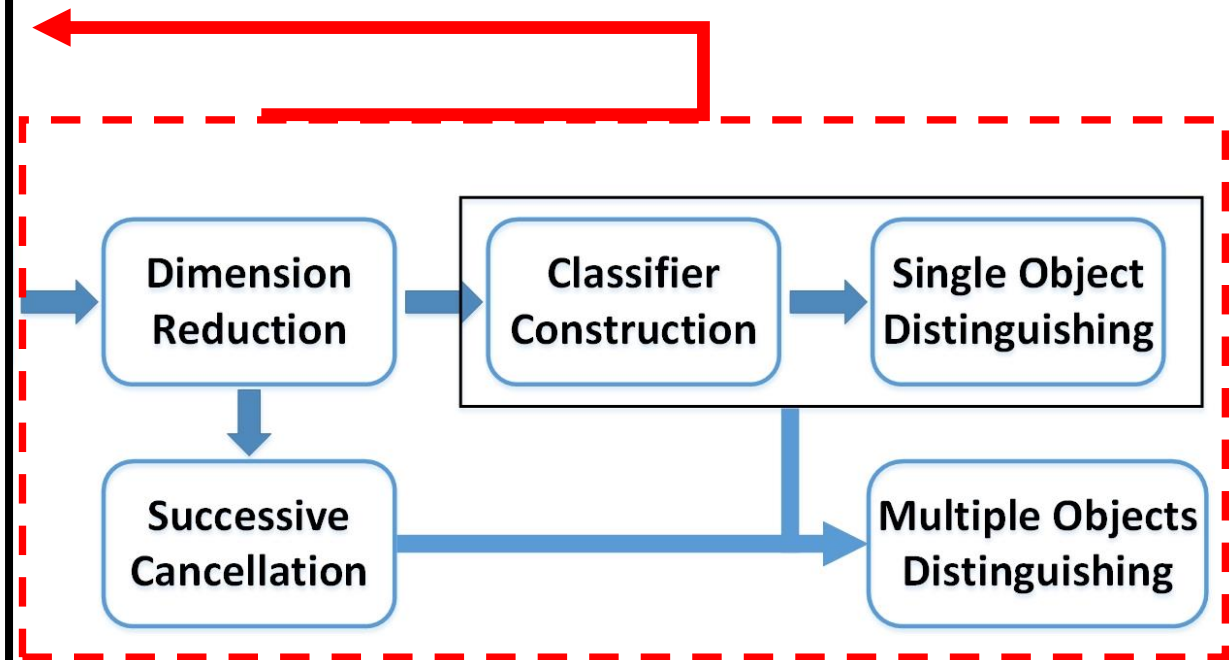 Dimension
Reduction
Classifier
Construction
Single Object
Distinguishing
Successive
Cancellation
Multiple Objects
Distinguishing